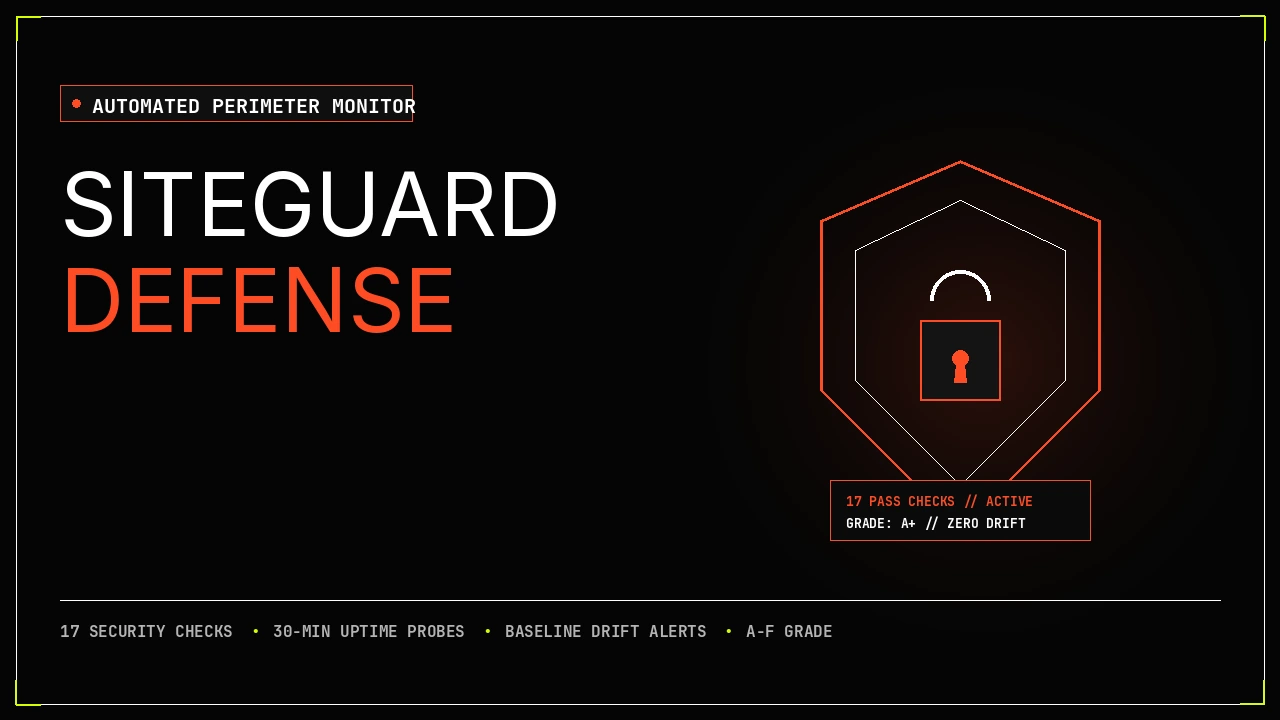 AUTOMATED PERIMETER MONITOR
SITEGUARD
DEFENSE
17 PASS CHECKS // ACTIVE
GRADE: A+ // ZERO DRIFT
17 SECURITY CHECKS • 30-MIN UPTIME PROBES • BASELINE DRIFT ALERTS • A-F GRADE